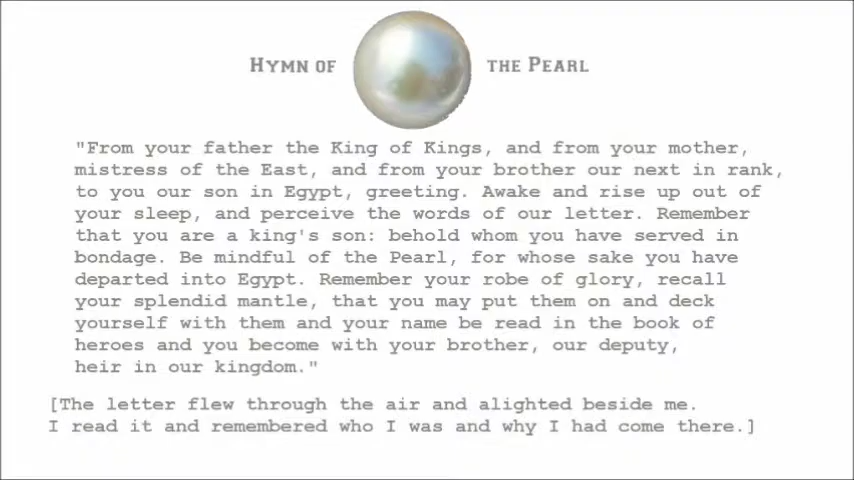 HYMN OF THE PEARL
"From your father the King of Kings, and from your mother,
mistress of the East, and from your brother our next in rank,
to you our son in Egypt, greeting. Awake and rise up out of
your sleep, and perceive the words of our letter. Remember
that you are a king's son: behold whom you have served in
bondage. Be mindful of the Pearl, for whose sake you have
departed into Egypt. Remember your robe of glory, recall
your splendid mantle, that you may put them on and deck
yourself with them and your name be read in the book of
heroes and you become with your brother, our deputy,
heir in our kingdom."
[The letter flew through the air and alighted beside me.
I read it and remembered who I was and why I had come there.]